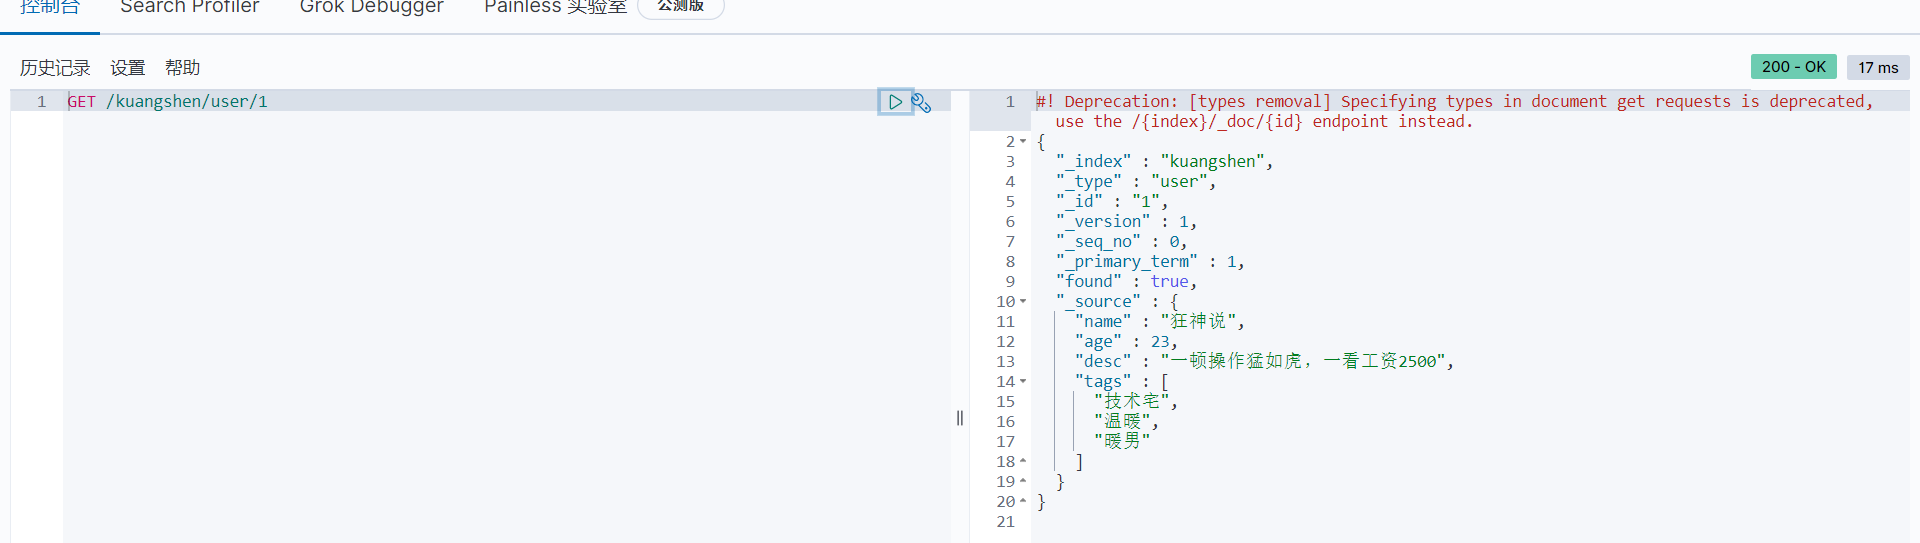 控制台 Search Profiler Grok Debugger Painless 实验室 公测版
历史记录 设置 帮助 200 - OK 17 ms
1 GET /kuangshen/user/1
1 #! Deprecation: [types removal] Specifying types in document get requests is deprecated,
use the /{index}/_doc/{id} endpoint instead.
2 {
3 "_index" : "kuangshen",
4 "_type" : "user",
5 "_id" : "1",
6 "_version" : 1,
7 "_seq_no" : 0,
8 "_primary_term" : 1,
9 "found" : true,
10 "_source" : {
11 "name" : "狂神说",
12 "age" : 23,
13 "desc" : "一顿操作猛如虎，一看工资2500",
14 "tags" : [
15 "技术宅",
16 "温暖",
17 "暖男"
18 ]
19 }
20 }
21